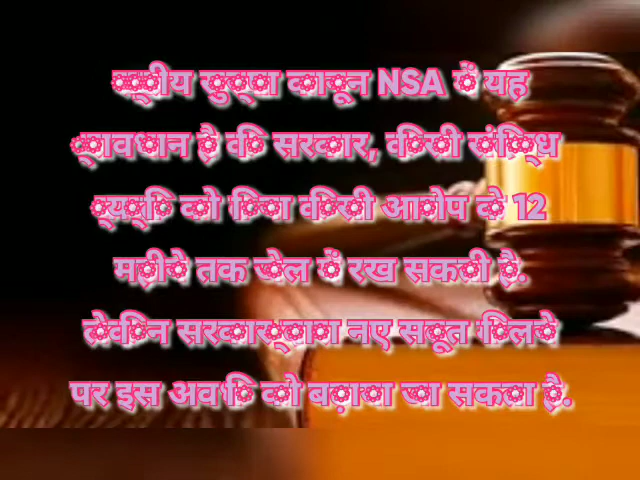 राष्ट्रीय सुरक्षा कानून NSA में यह
प्रावधान है की सरकार, किसी संदिग्ध
व्यक्ति को बिना किसी आरोप के 12
महीने तक जेल में रख सकती है.
लेकिन सरकार द्वारा नए सबूत मिलने
पर इस अवधि को बढ़ाया जा सकता है.